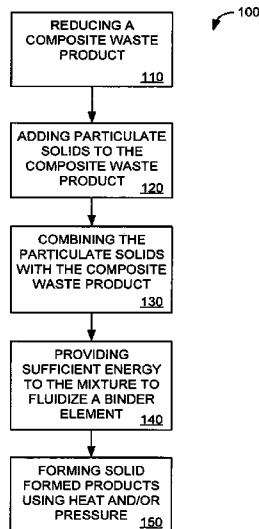 100
REDUCING A
COMPOSITE WASTE
PRODUCT
110
ADDING PARTICULATE
SOLIDS TO THE
COMPOSITE WASTE
PRODUCT
120
COMBINING THE
PARTICULATE SOLIDS
WITH THE COMPOSITE
WASTE PRODUCT
130
PROVIDING
SUFFICIENT ENERGY
TO THE MIXTURE TO
FLUIDIZE A BINDER
ELEMENT
140
FORMING SOLID
FORMED PRODUCTS
USING HEAT AND/OR
PRESSURE
150